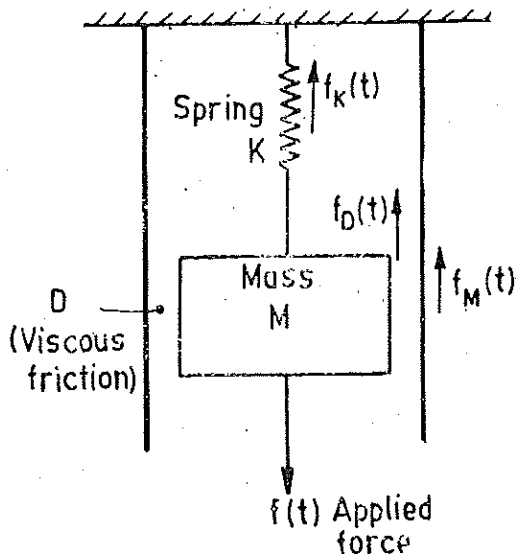 Spring
K
f_K(t)
f_D(t)
f_M(t)
Mass
M
D
(Viscous
friction)
f(t) Applied
force